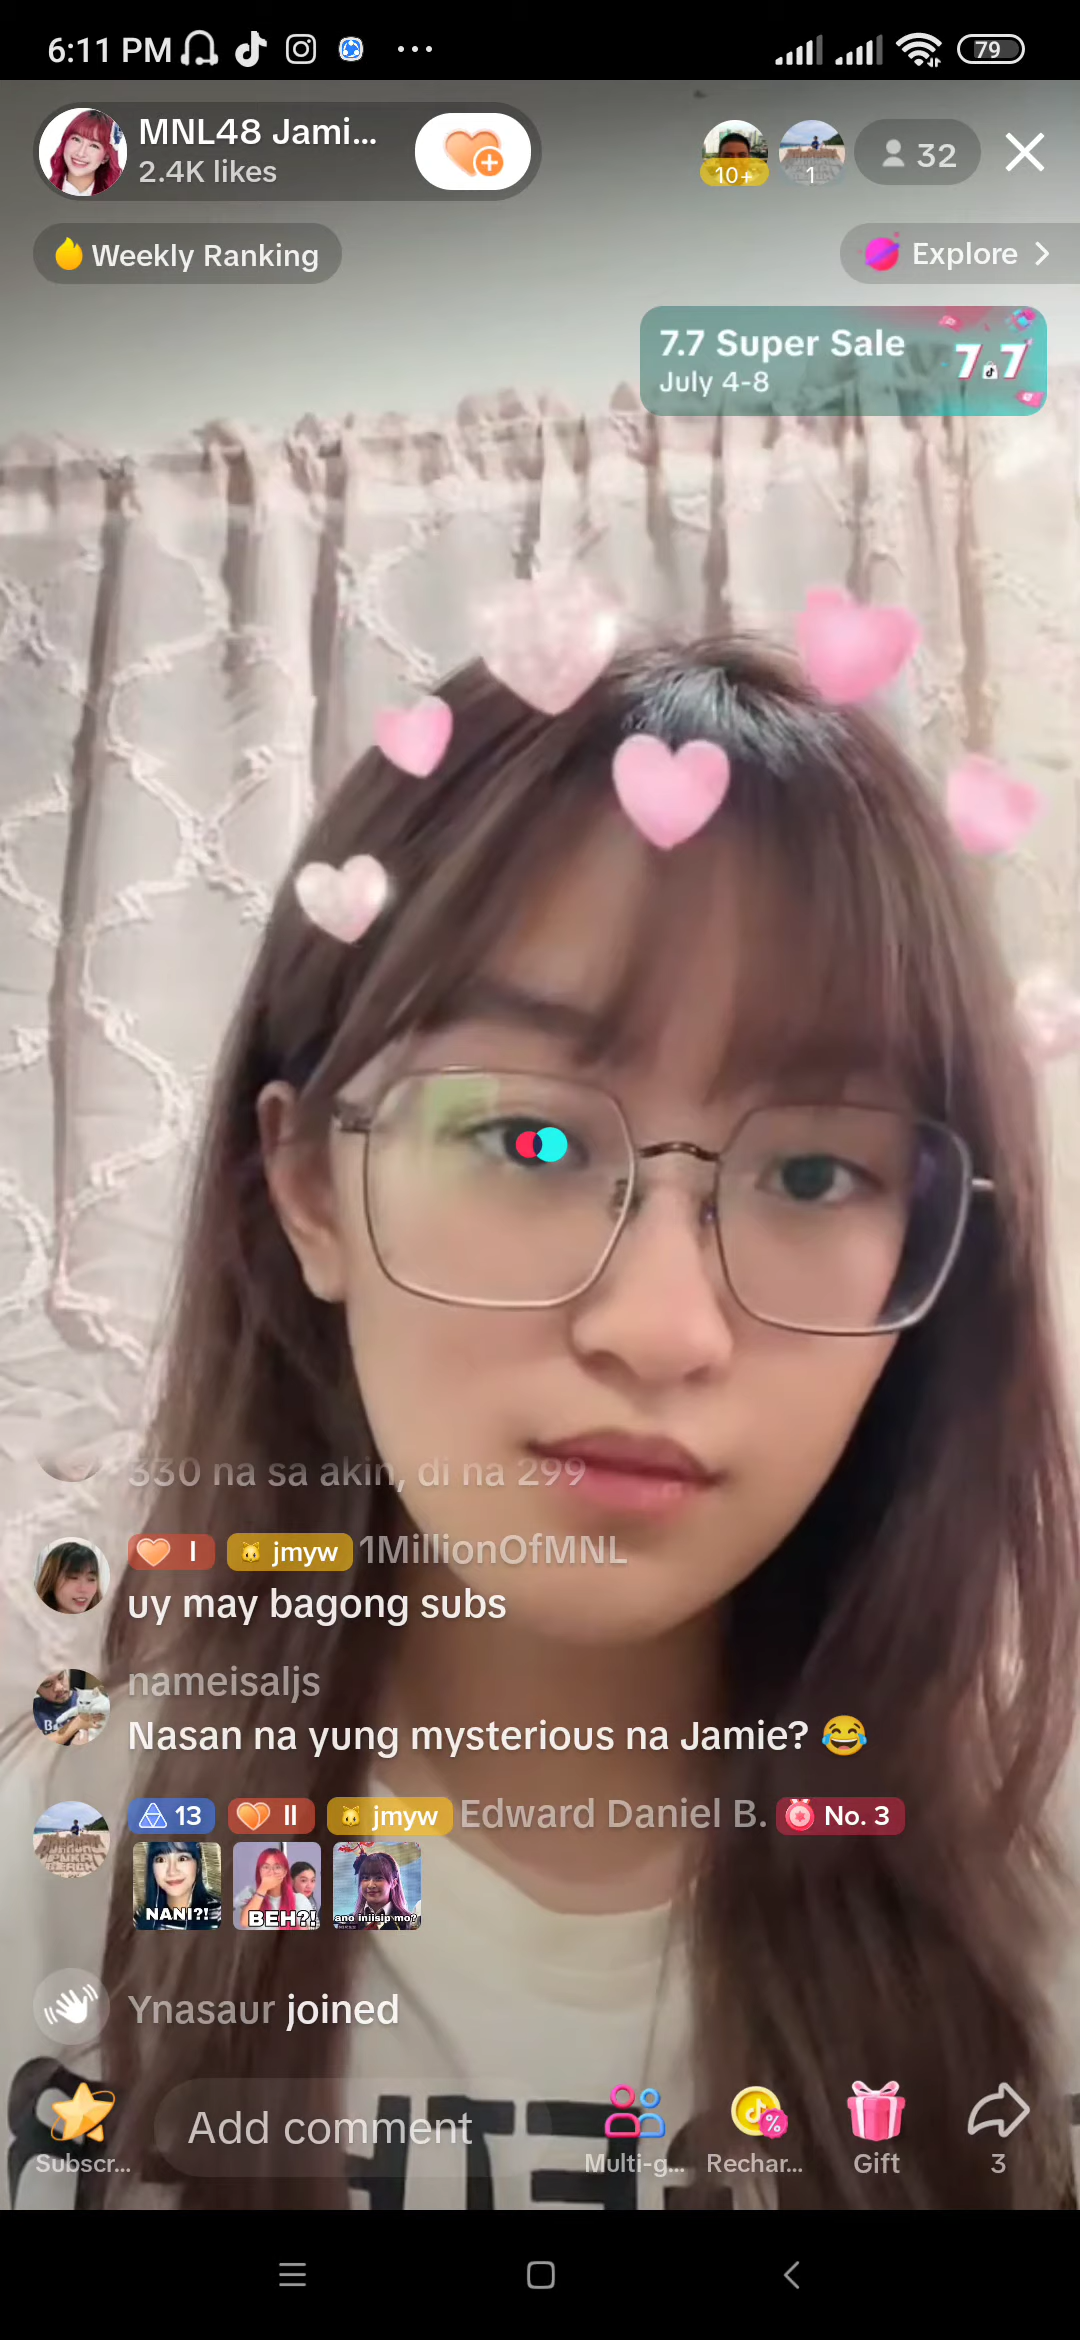 6:11 PM
79
MNL48 Jami...
2.4K likes
10+
1
32
Weekly Ranking
Explore
7.7 Super Sale
July 4-8
7.7
330 na sa akin, di na 299
I jmyw 1MillionOfMNL
uy may bagong subs
nameisaljs
Nasan na yung mysterious na Jamie? 😂
13 II jmyw Edward Daniel B. No. 3
NANI?!
BEH?!
ano iniisip mo?
Ynasaur joined
Add comment
Subscr...
Multi-g...
Rechar...
Gift
3